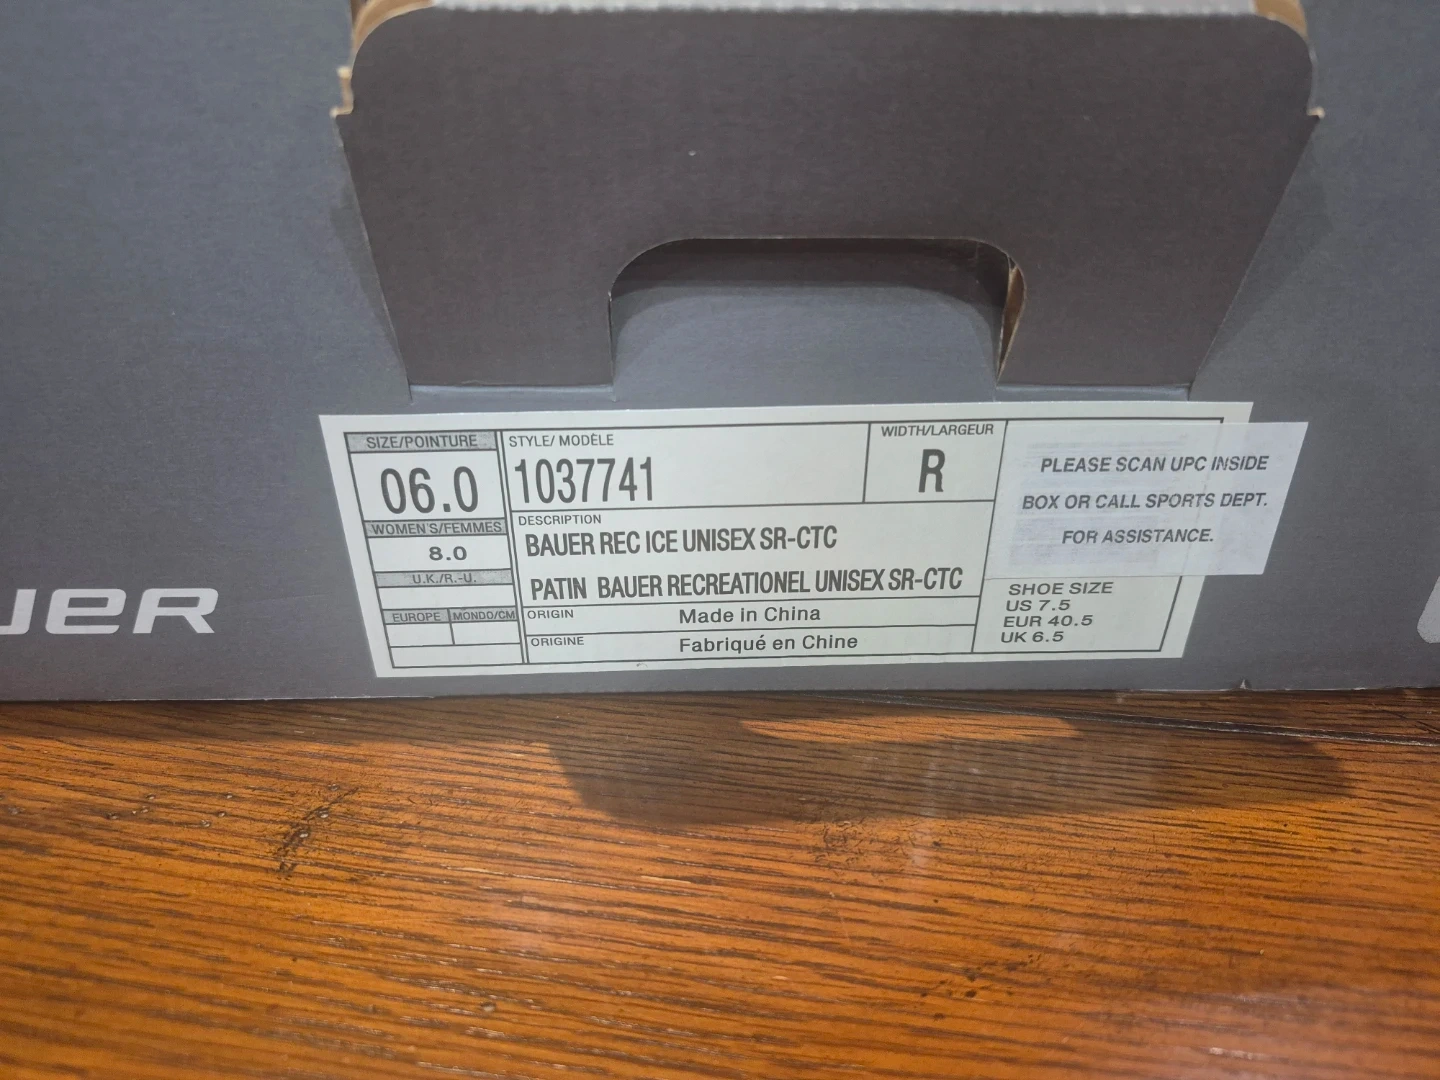 SIZE/POINTURE
06.0
WOMEN'S/FEMMES
8.0
U.K./R.-U.
EUROPE MONDO/CM
STYLE/ MODÈLE
1037741
WIDTH/LARGEUR
R
DESCRIPTION
BAUER REC ICE UNISEX SR-CTC
PATIN BAUER RECREATIONEL UNISEX SR-CTC
ORIGIN Made in China
ORIGINE Fabriqué en Chine
PLEASE SCAN UPC INSIDE
BOX OR CALL SPORTS DEPT.
FOR ASSISTANCE.
SHOE SIZE
US 7.5
EUR 40.5
UK 6.5
UER